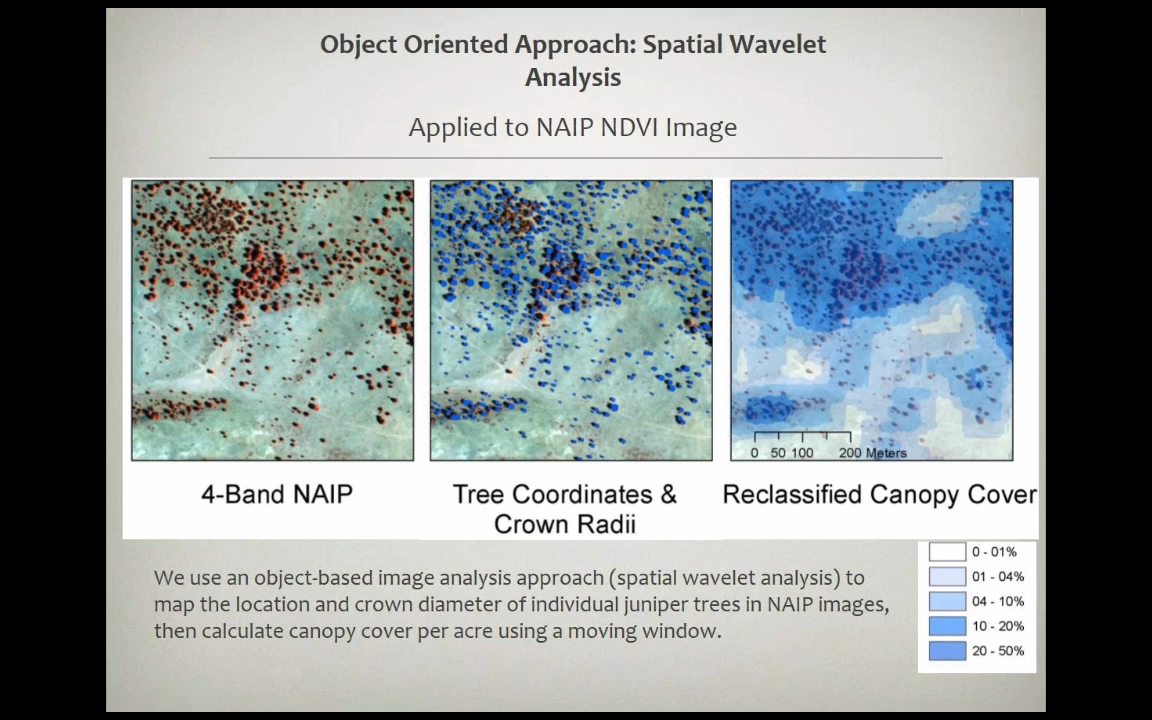 Object Oriented Approach: Spatial Wavelet
Analysis
Applied to NAIP NDVI Image
0 50 100 200 Meters
4-Band NAIP
Tree Coordinates &
Crown Radii
Reclassified Canopy Cover
We use an object-based image analysis approach (spatial wavelet analysis) to
map the location and crown diameter of individual juniper trees in NAIP images,
then calculate canopy cover per acre using a moving window.
0 - 01%
01 - 04%
04 - 10%
10 - 20%
20 - 50%